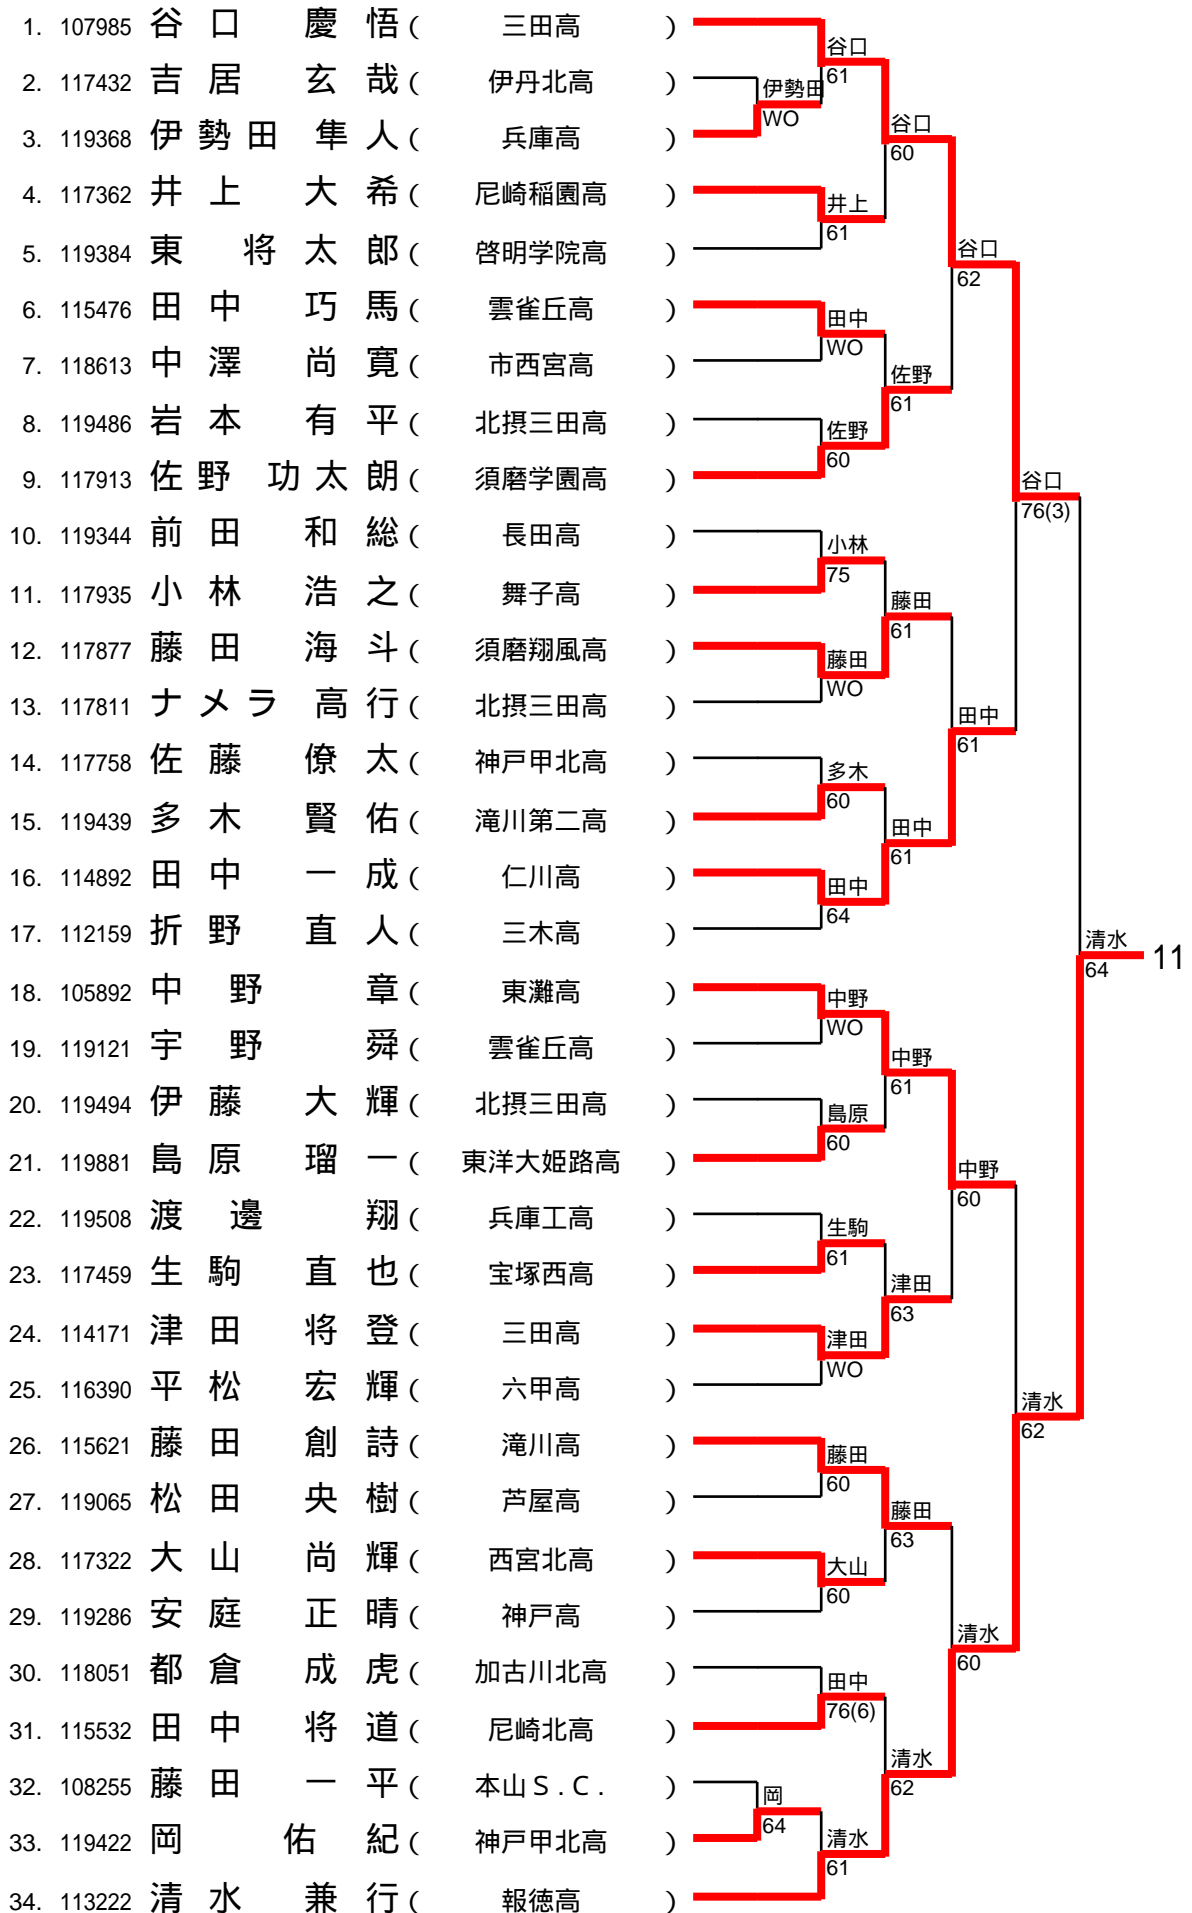 1. 107985 谷 口 慶 悟 ( 三田高 )
谷口
2. 117432 吉 居 玄 哉 ( 伊丹北高 )
61
伊勢田
WO
谷口
3. 119368 伊 勢 田 隼 人 ( 兵庫高 )
60
4. 117362 井 上 大 希 ( 尼崎稲園高 )
井上
61
5. 119384 東 将 太 郎 ( 啓明学院高 )
谷口
62
6. 115476 田 中 巧 馬 ( 雲雀丘高 )
田中
WO
7. 118613 中 澤 尚 寛 ( 市西宮高 )
佐野
61
8. 119486 岩 本 有 平 ( 北摂三田高 )
佐野
60
9. 117913 佐 野 功 太 朗 ( 須磨学園高 )
谷口
76(3)
10. 119344 前 田 和 総 ( 長田高 )
小林
75
11. 117935 小 林 浩 之 ( 舞子高 )
藤田
61
12. 117877 藤 田 海 斗 ( 須磨翔風高 )
藤田
WO
13. 117811 ナ メ ラ 高 行 ( 北摂三田高 )
田中
61
14. 117758 佐 藤 僚 太 ( 神戸甲北高 )
多木
60
15. 119439 多 木 賢 佑 ( 滝川第二高 )
田中
61
16. 114892 田 中 一 成 ( 仁川高 )
田中
64
17. 112159 折 野 直 人 ( 三木高 )
清水
64
11
18. 105892 中 野 章 ( 東灘高 )
中野
WO
19. 119121 宇 野 舜 ( 雲雀丘高 )
中野
61
20. 119494 伊 藤 大 輝 ( 北摂三田高 )
島原
60
21. 119881 島 原 瑠 一 ( 東洋大姫路高 )
中野
60
22. 119508 渡 邊 翔 ( 兵庫工高 )
生駒
61
23. 117459 生 駒 直 也 ( 宝塚西高 )
津田
63
24. 114171 津 田 将 登 ( 三田高 )
津田
WO
25. 116390 平 松 宏 輝 ( 六甲高 )
清水
62
26. 115621 藤 田 創 詩 ( 滝川高 )
藤田
60
27. 119065 松 田 央 樹 ( 芦屋高 )
藤田
63
28. 117322 大 山 尚 輝 ( 西宮北高 )
大山
60
29. 119286 安 庭 正 晴 ( 神戸高 )
清水
60
30. 118051 都 倉 成 虎 ( 加古川北高 )
田中
76(6)
31. 115532 田 中 将 道 ( 尼崎北高 )
清水
62
32. 108255 藤 田 一 平 ( 本山Ｓ.Ｃ. )
岡
64
33. 119422 岡 佑 紀 ( 神戸甲北高 )
清水
61
34. 113222 清 水 兼 行 ( 報徳高 )